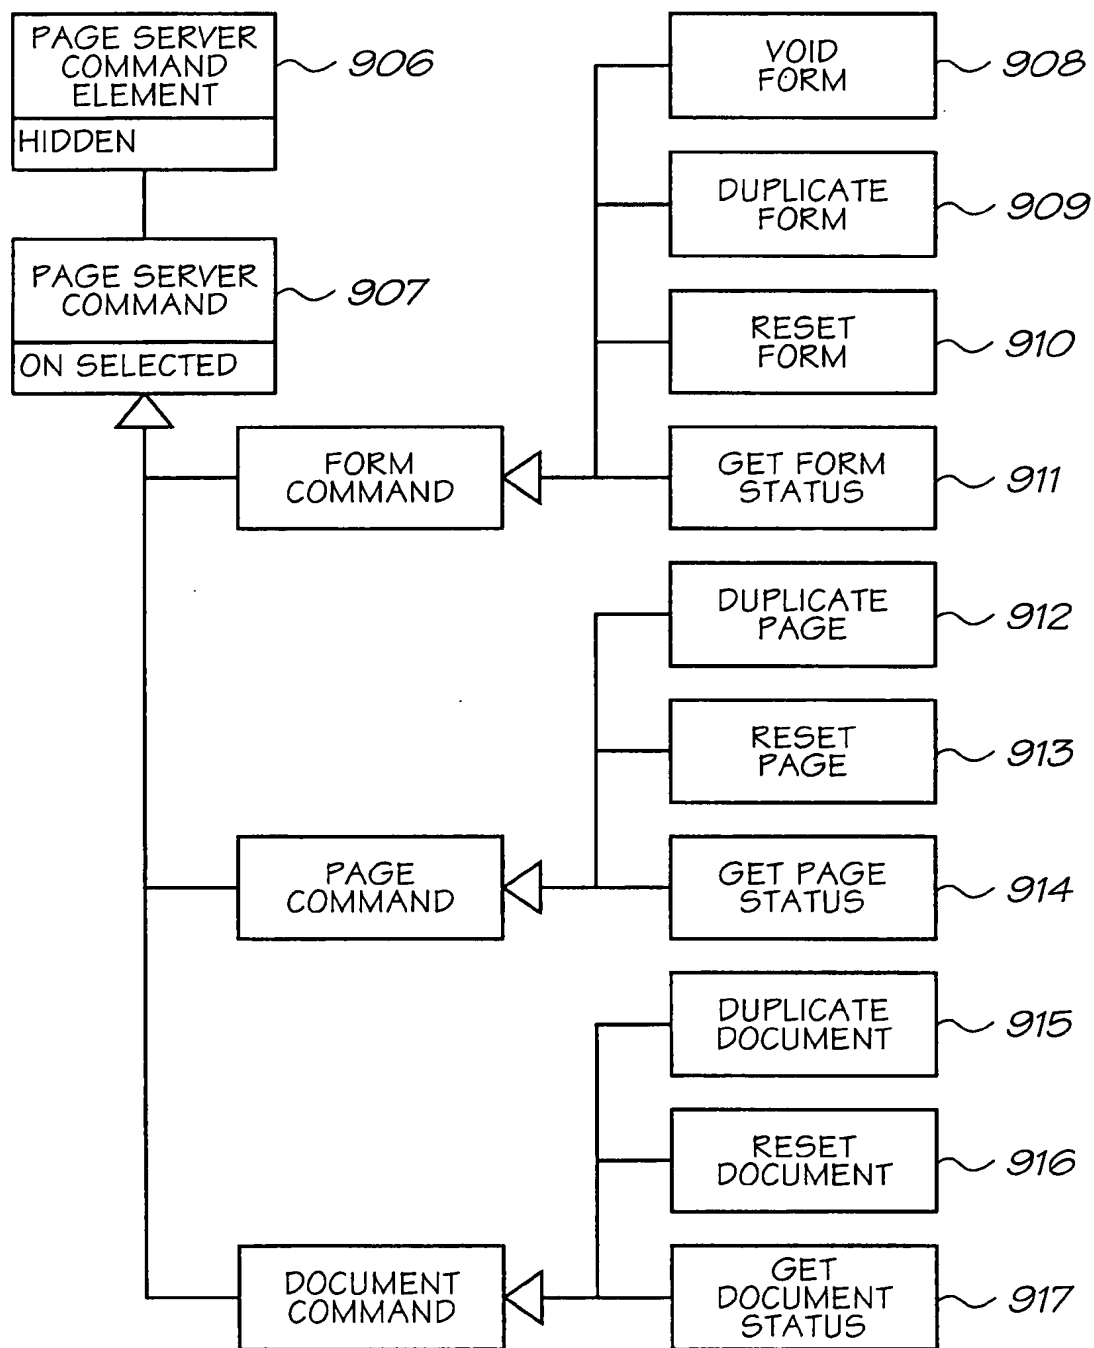 PAGE SERVER
COMMAND
ELEMENT
906
HIDDEN
PAGE SERVER
COMMAND
907
ON SELECTED
VOID
FORM
908
DUPLICATE
FORM
909
RESET
FORM
910
FORM
COMMAND
GET FORM
STATUS
911
DUPLICATE
PAGE
912
RESET
PAGE
913
PAGE
COMMAND
GET PAGE
STATUS
914
DUPLICATE
DOCUMENT
915
RESET
DOCUMENT
916
DOCUMENT
COMMAND
GET
DOCUMENT
STATUS
917